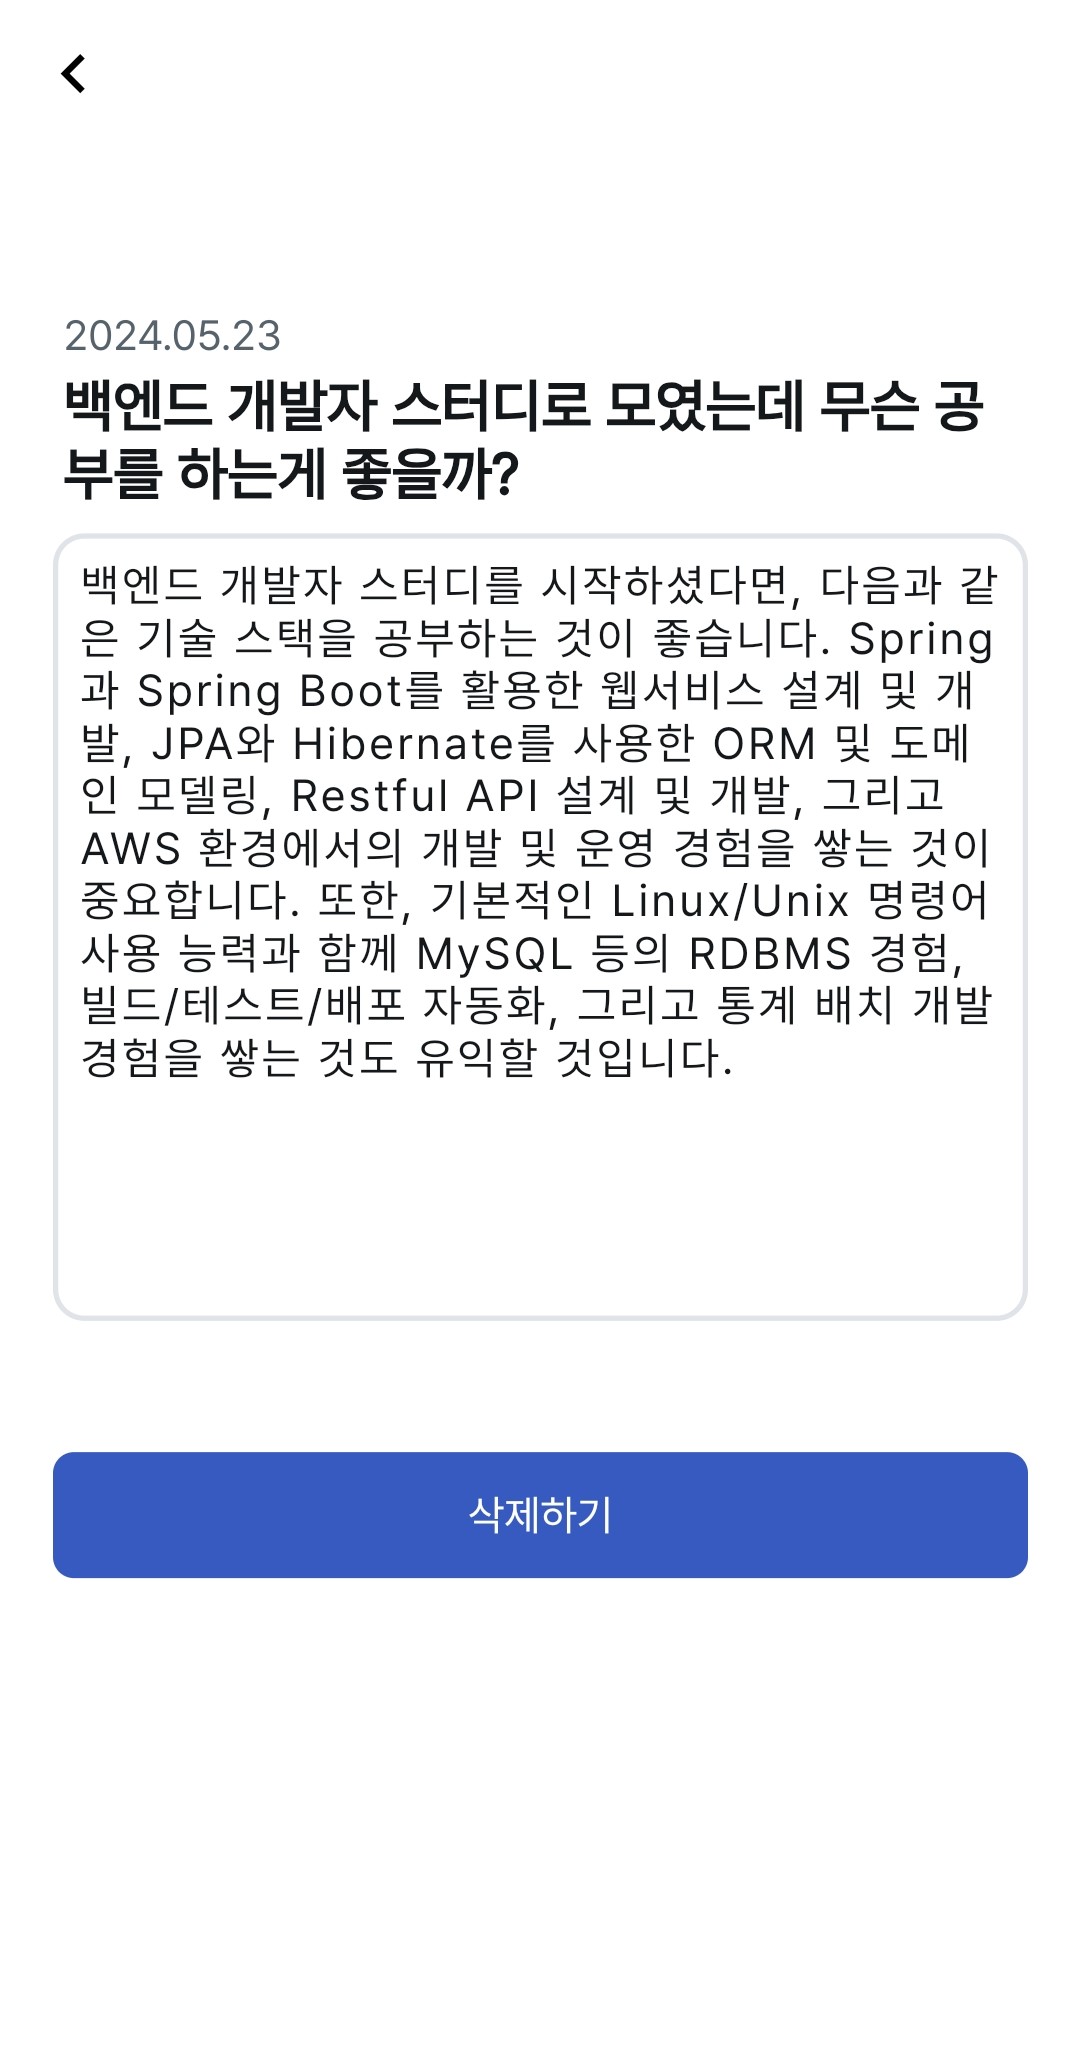 2024.05.23
백엔드 개발자 스터디로 모였는데 무슨 공
부를 하는게 좋을까?
백엔드 개발자 스터디를 시작하셨다면, 다음과 같
은 기술 스택을 공부하는 것이 좋습니다. Spring
과 Spring Boot를 활용한 웹서비스 설계 및 개
발, JPA와 Hibernate를 사용한 ORM 및 도메
인 모델링, Restful API 설계 및 개발, 그리고
AWS 환경에서의 개발 및 운영 경험을 쌓는 것이
중요합니다. 또한, 기본적인 Linux/Unix 명령어
사용 능력과 함께 MySQL 등의 RDBMS 경험,
빌드/테스트/배포 자동화, 그리고 통계 배치 개발
경험을 쌓는 것도 유익할 것입니다.
삭제하기